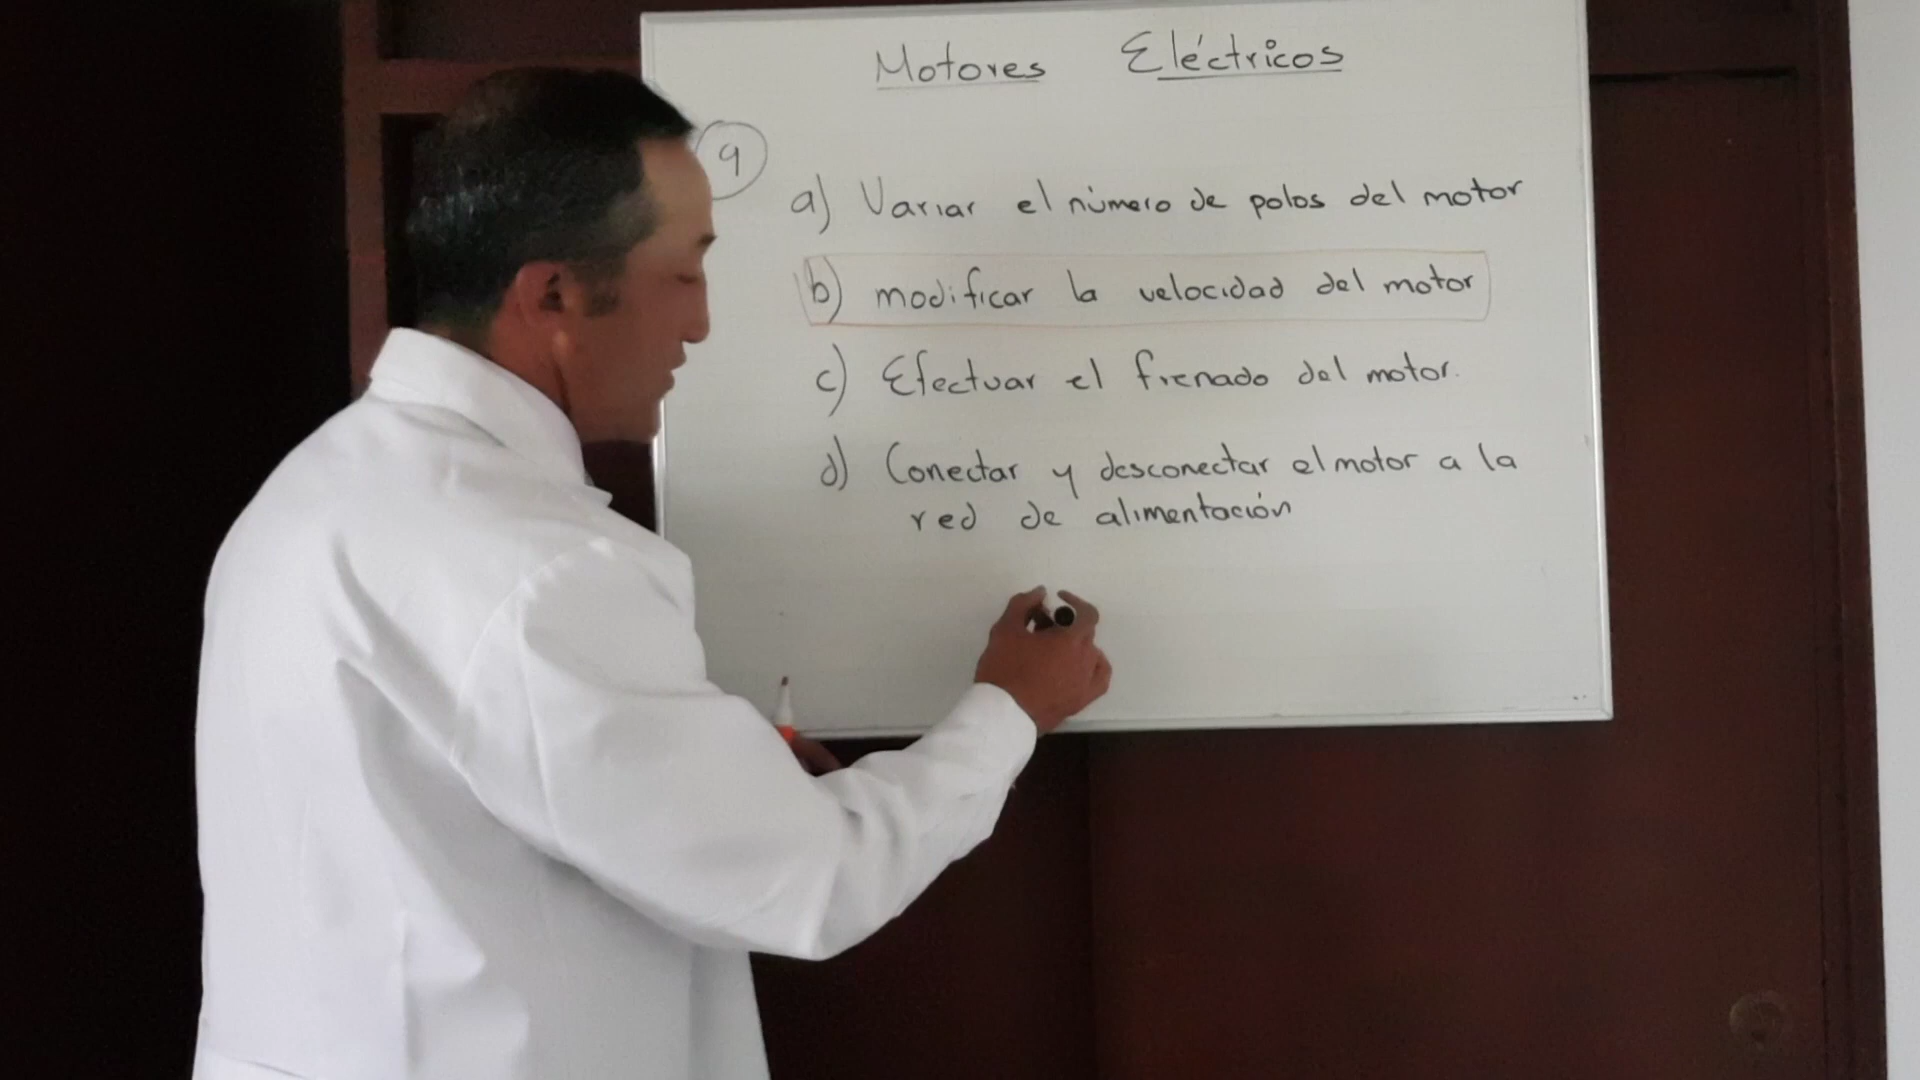 Motores Eléctricos
9
a) Variar el número de polos del motor
b) modificar la velocidad del motor
c) Efectuar el frenado del motor.
d) Conectar y desconectar el motor a la
red de alimentación